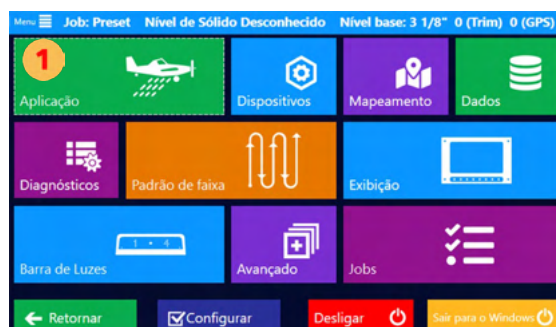 Menu Job: Preset Nível de Sólido Desconhecido Nível base: 3 1/8" 0 (Trim) 0 (GPS)
1
Aplicação Dispositivos Mapeamento Dados
Diagnósticos Padrão de faixa Exibição
1 • 4
Barra de Luzes Avançado Jobs
Retornar Configurar Desligar Sair para o Windows